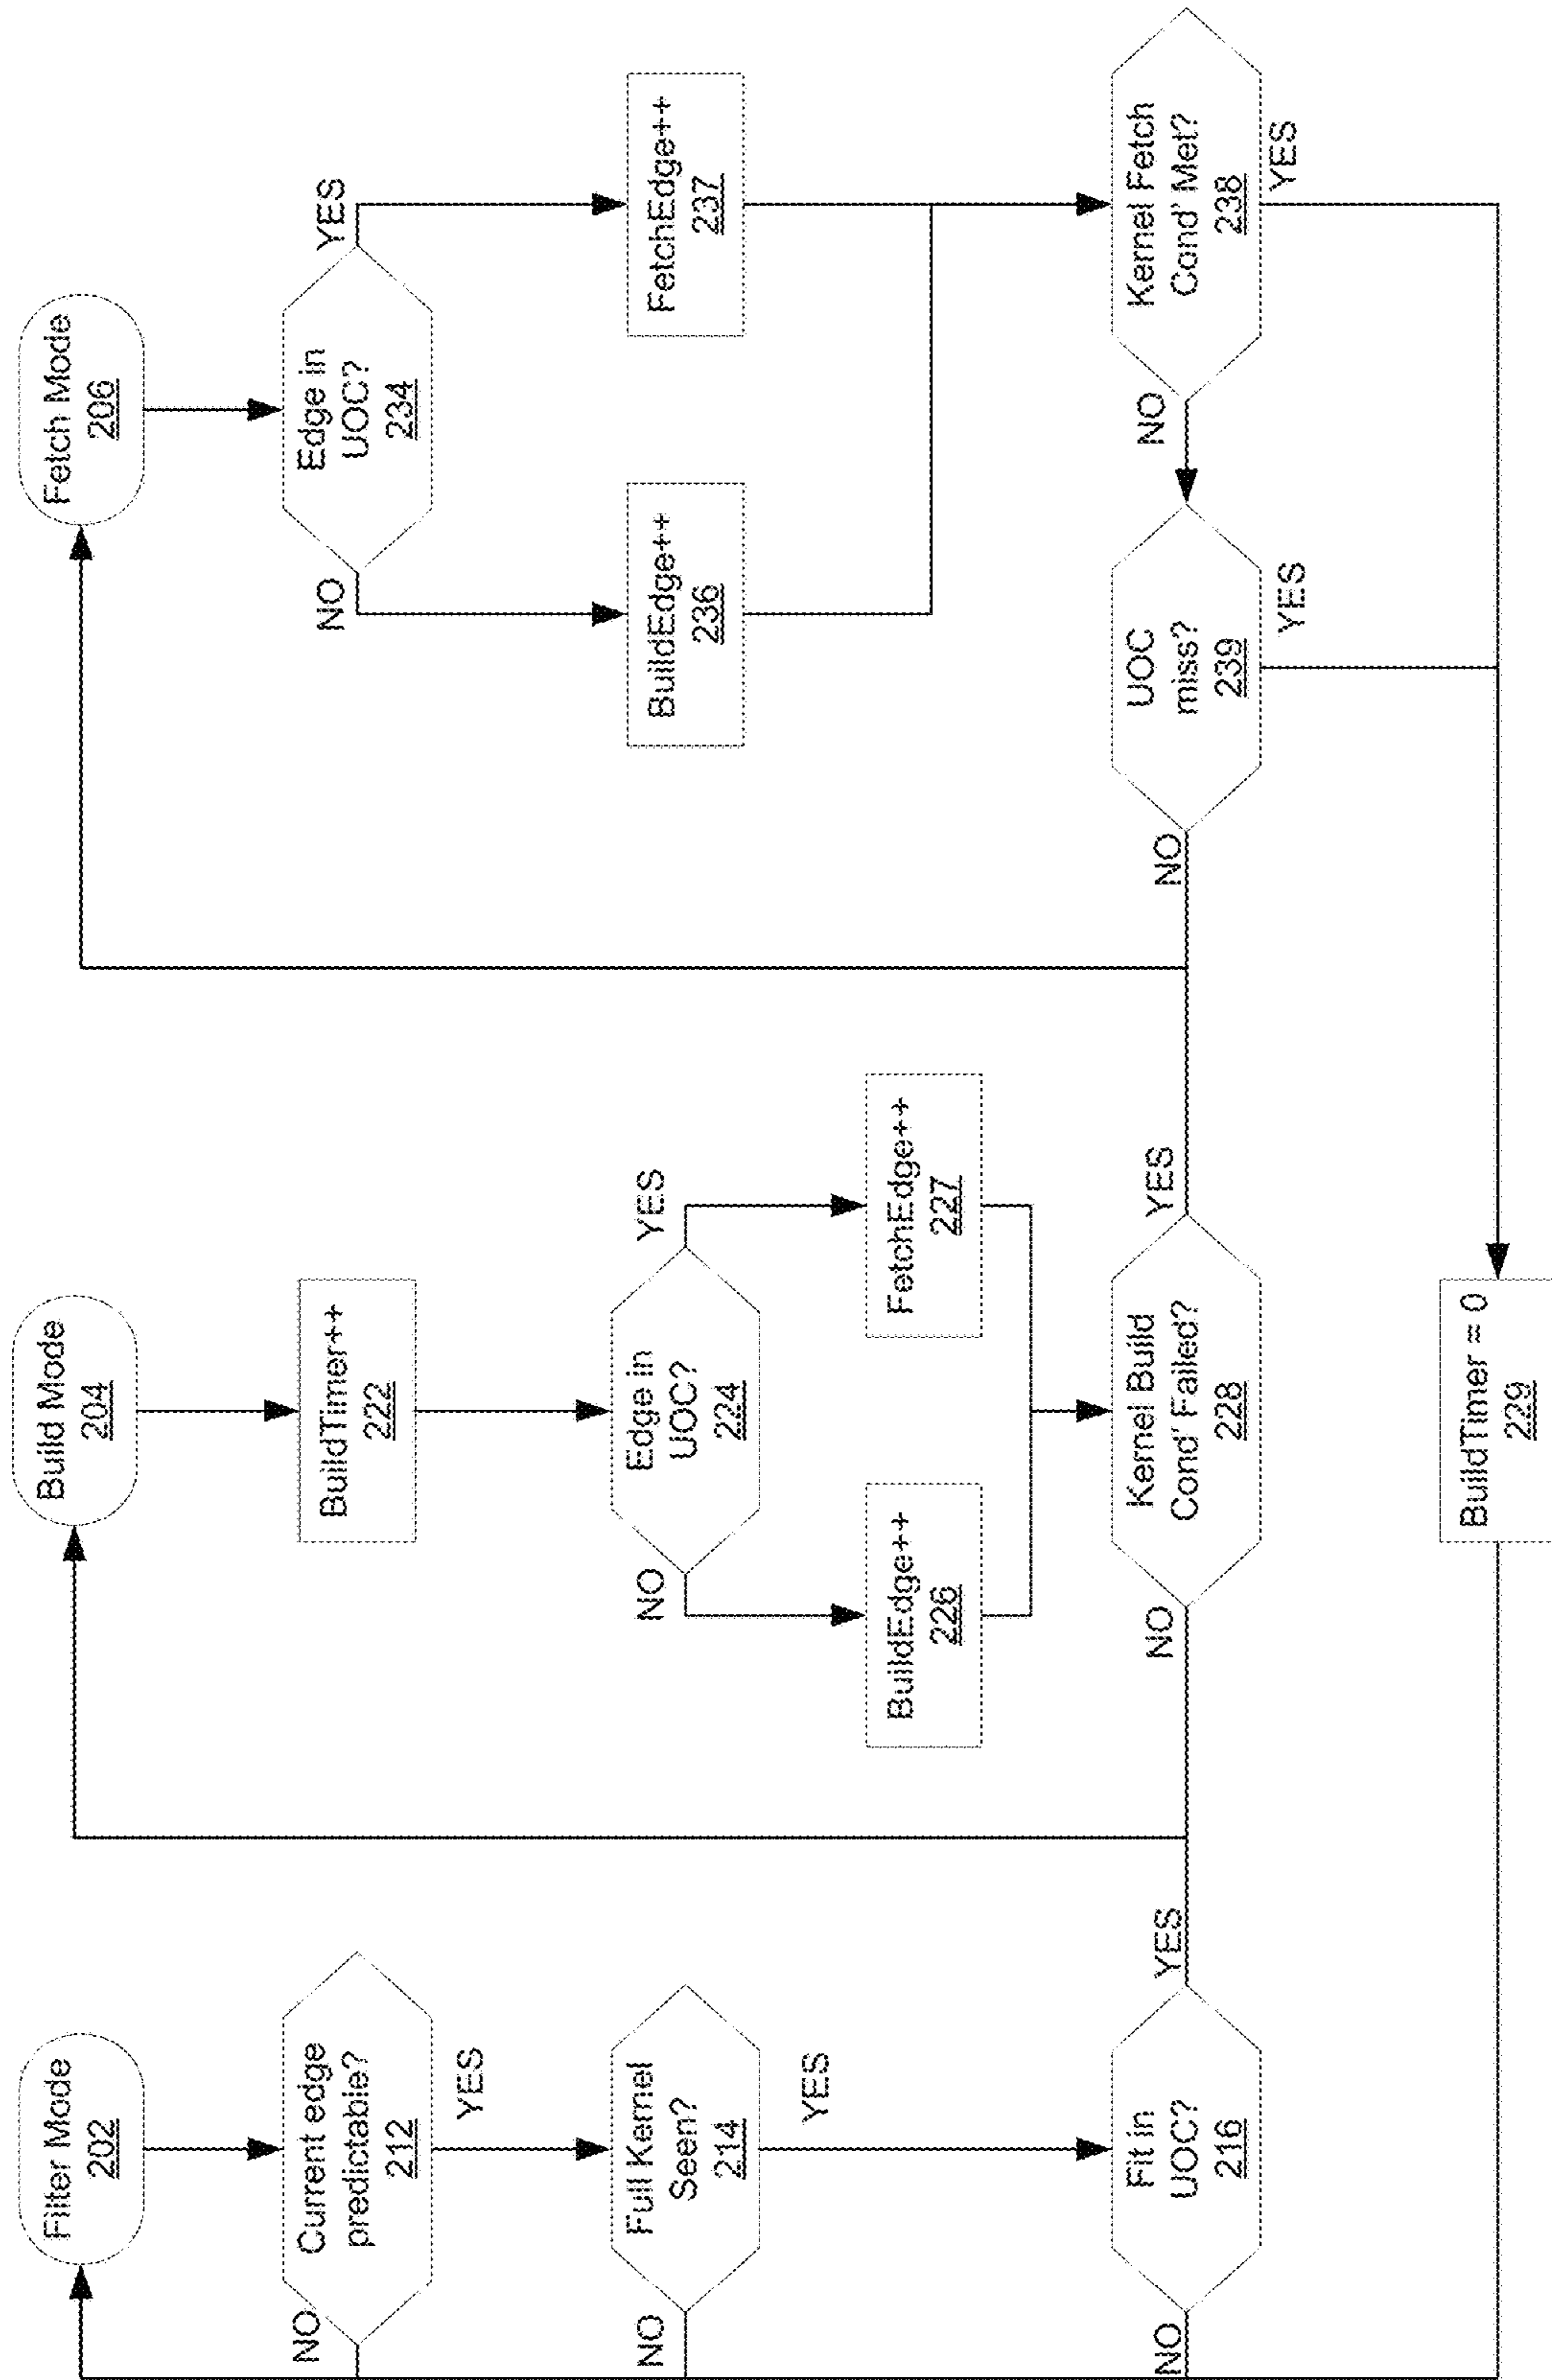 Filter Mode
202
Current edge
predictable?
212
NO
YES
Full Kernel
Seen?
214
NO
YES
Fit in
UOC?
216
NO
YES
Build Mode
204
BuildTimer++
222
Edge in
UOC?
224
NO
YES
BuildEdge++
226
FetchEdge++
227
Kernel Build
Cond' Failed?
228
NO
YES
BuildTimer = 0
229
Fetch Mode
206
Edge in
UOC?
234
NO
YES
BuildEdge++
236
FetchEdge++
237
UOC
miss?
239
NO
YES
Kernel Fetch
Cond' Met?
238
NO
YES